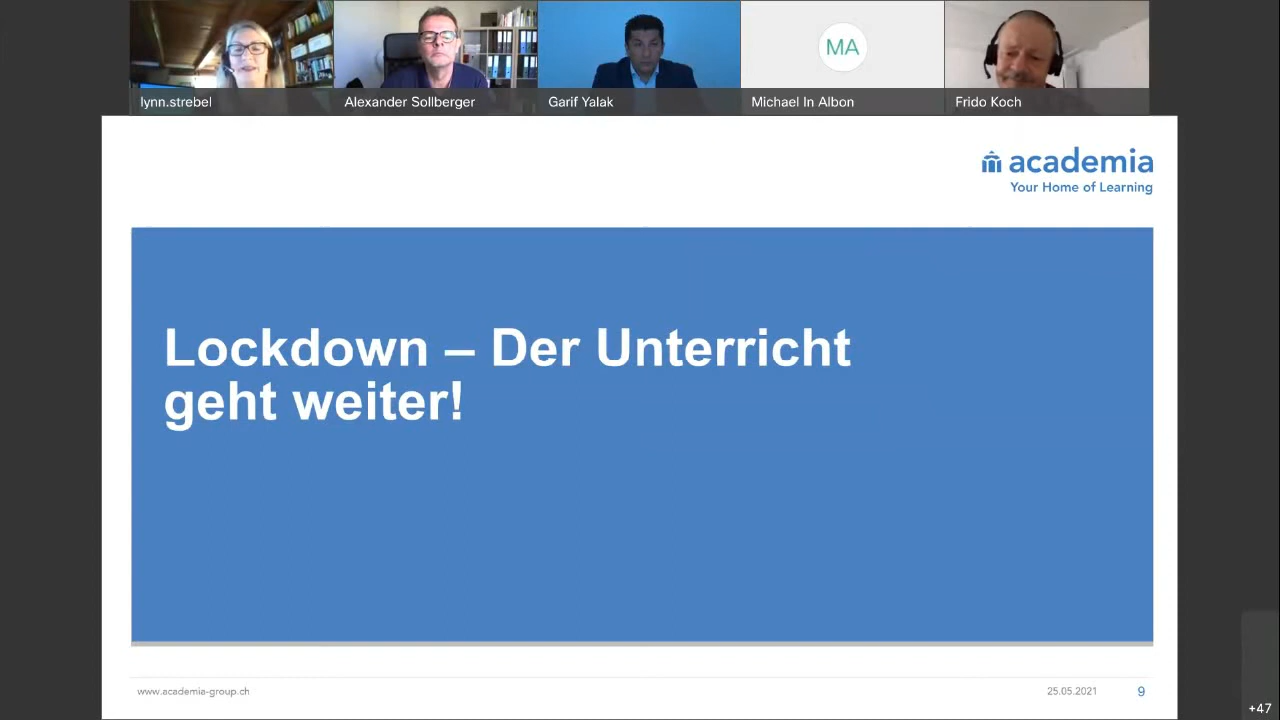 lynn.strebel
Alexander Sollberger
Garif Yalak
MA
Michael In Albon
Frido Koch
academia
Your Home of Learning
Lockdown – Der Unterricht
geht weiter!
www.academia-group.ch
25.05.2021
9
+47